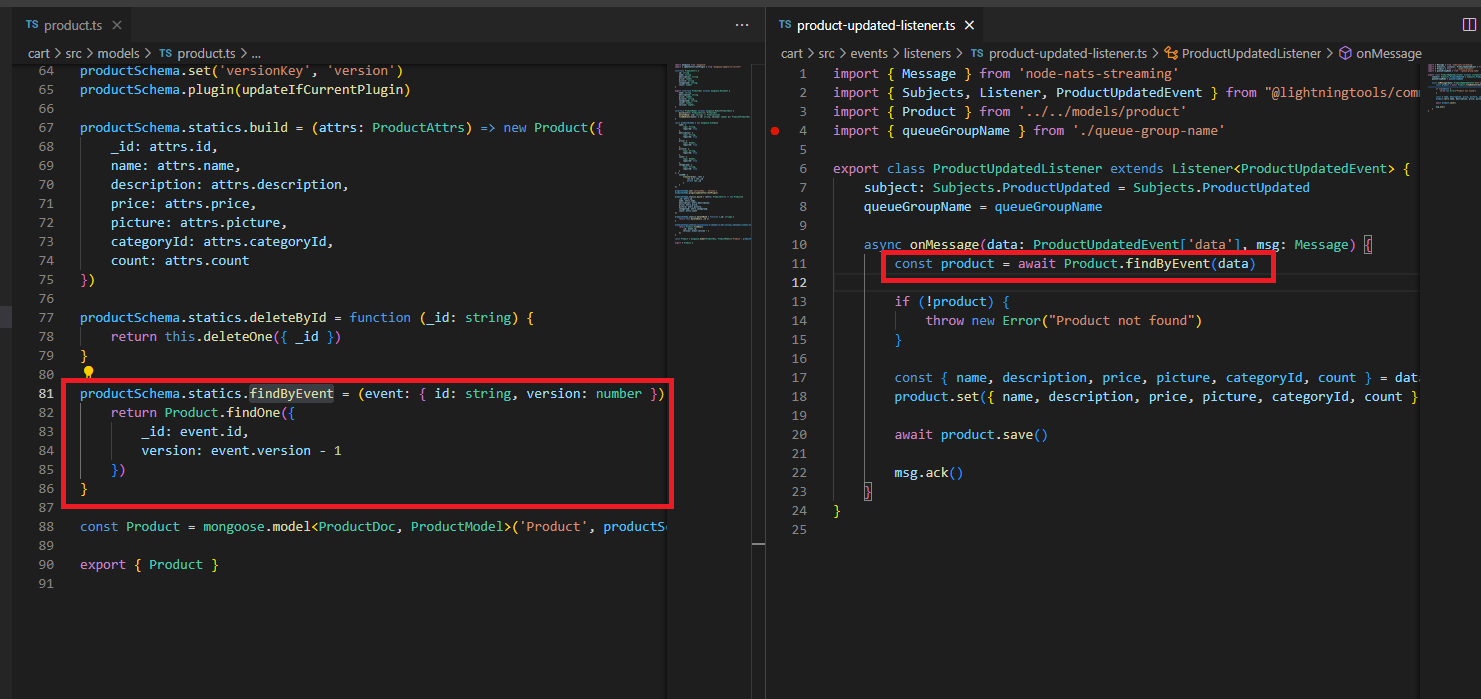 TS product.ts
cart > src > models > TS product.ts > ...
64 productSchema.set('versionKey', 'version')
65 productSchema.plugin(updateIfCurrentPlugin)
66
67 productSchema.statics.build = (attrs: ProductAttrs) => new Product({
68 _id: attrs.id,
69 name: attrs.name,
70 description: attrs.description,
71 price: attrs.price,
72 picture: attrs.picture,
73 categoryId: attrs.categoryId,
74 count: attrs.count
75 })
76
77 productSchema.statics.deleteById = function (_id: string) {
78 return this.deleteOne({ _id })
79 }
80
81 productSchema.statics.findByEvent = (event: { id: string, version: number })
82 return Product.findOne({
83 _id: event.id,
84 version: event.version - 1
85 })
86 }
87
88 const Product = mongoose.model<ProductDoc, ProductModel>('Product', productSc
89
90 export { Product }
91
TS product-updated-listener.ts
cart > src > events > listeners > TS product-updated-listener.ts > ProductUpdatedListener > onMessage
1 import { Message } from 'node-nats-streaming'
2 import { Subjects, Listener, ProductUpdatedEvent } from "@lightningtools/com
3 import { Product } from '../../models/product'
4 import { queueGroupName } from './queue-group-name'
5
6 export class ProductUpdatedListener extends Listener<ProductUpdatedEvent> {
7 subject: Subjects.ProductUpdated = Subjects.ProductUpdated
8 queueGroupName = queueGroupName
9
10 async onMessage(data: ProductUpdatedEvent['data'], msg: Message) {
11 const product = await Product.findByEvent(data)
12
13 if (!product) {
14 throw new Error("Product not found")
15 }
16
17 const { name, description, price, picture, categoryId, count } = dat
18 product.set({ name, description, price, picture, categoryId, count }
19
20 await product.save()
21
22 msg.ack()
23 }
24 }
25